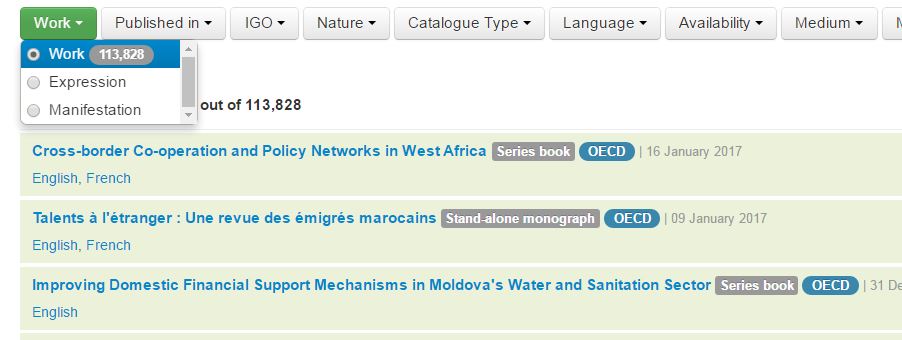 Work Published in IGO Nature Catalogue Type Language Availability Medium
Work 113,828
Expression
Manifestation
out of 113,828
Cross-border Co-operation and Policy Networks in West Africa Series book OECD | 16 January 2017
English, French
Talents à l'étranger : Une revue des émigrés marocains Stand-alone monograph OECD | 09 January 2017
English, French
Improving Domestic Financial Support Mechanisms in Moldova's Water and Sanitation Sector Series book OECD | 31 De
English